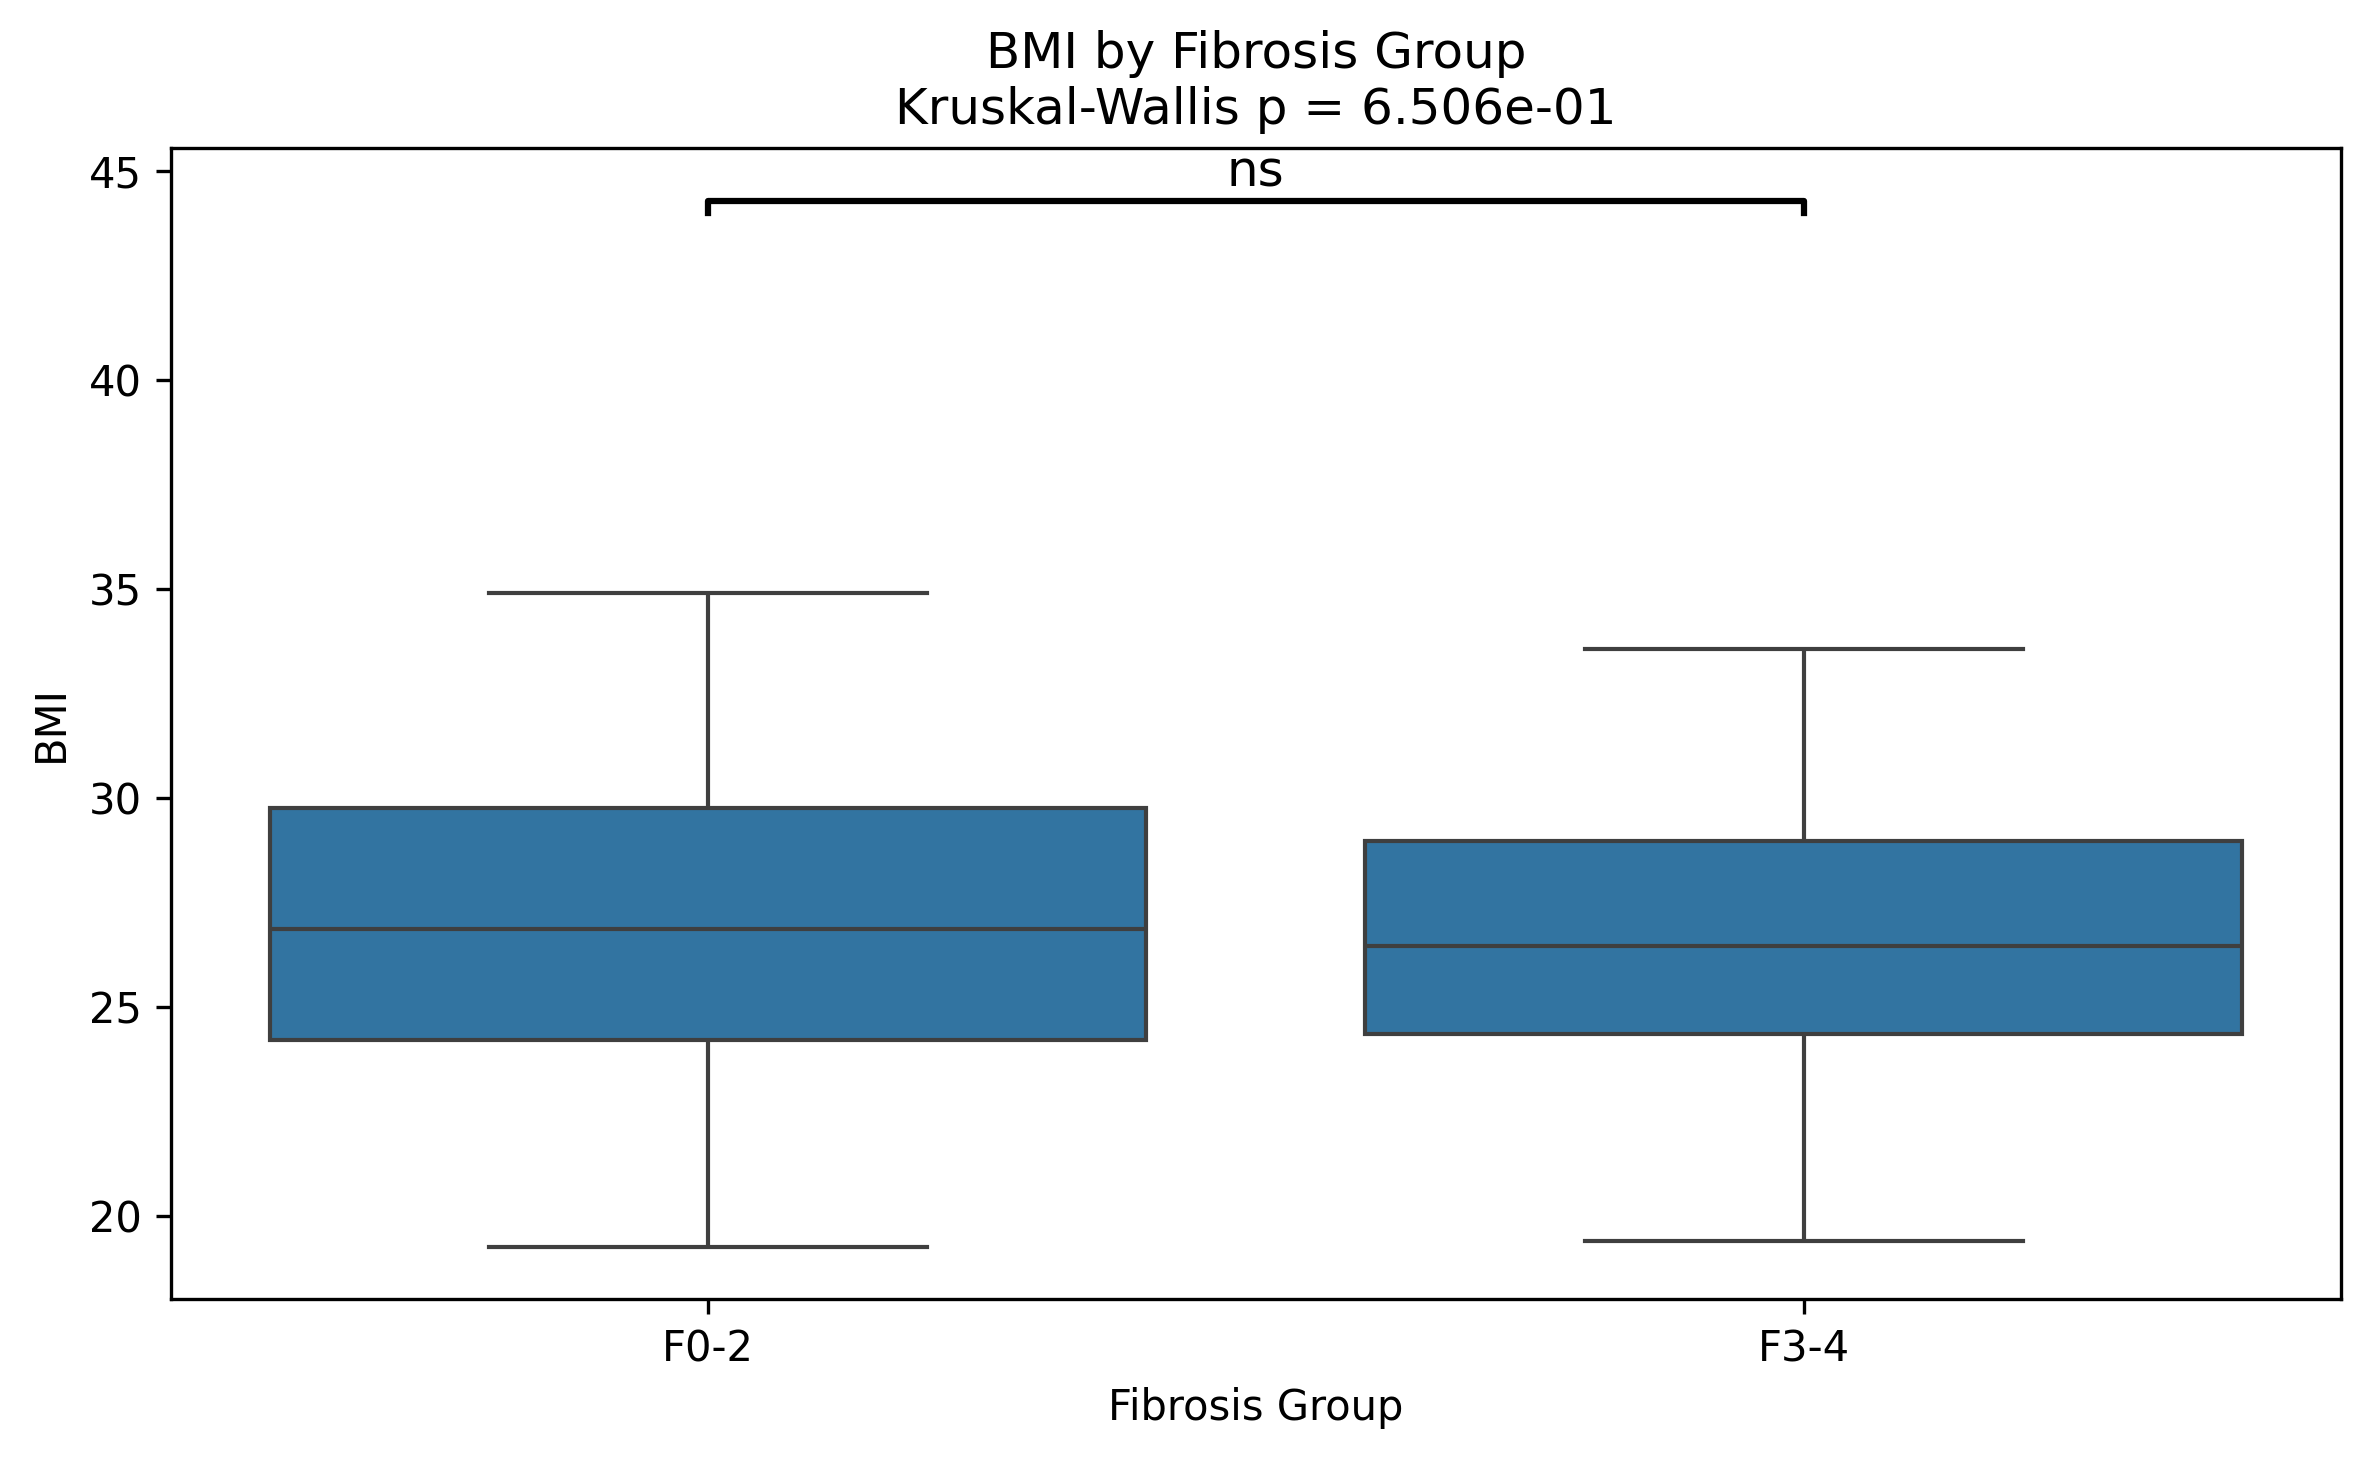 BMI by Fibrosis Group
Kruskal-Wallis p = 6.506e-01
ns
45
40
35
30
25
20
BMI
F0-2
F3-4
Fibrosis Group